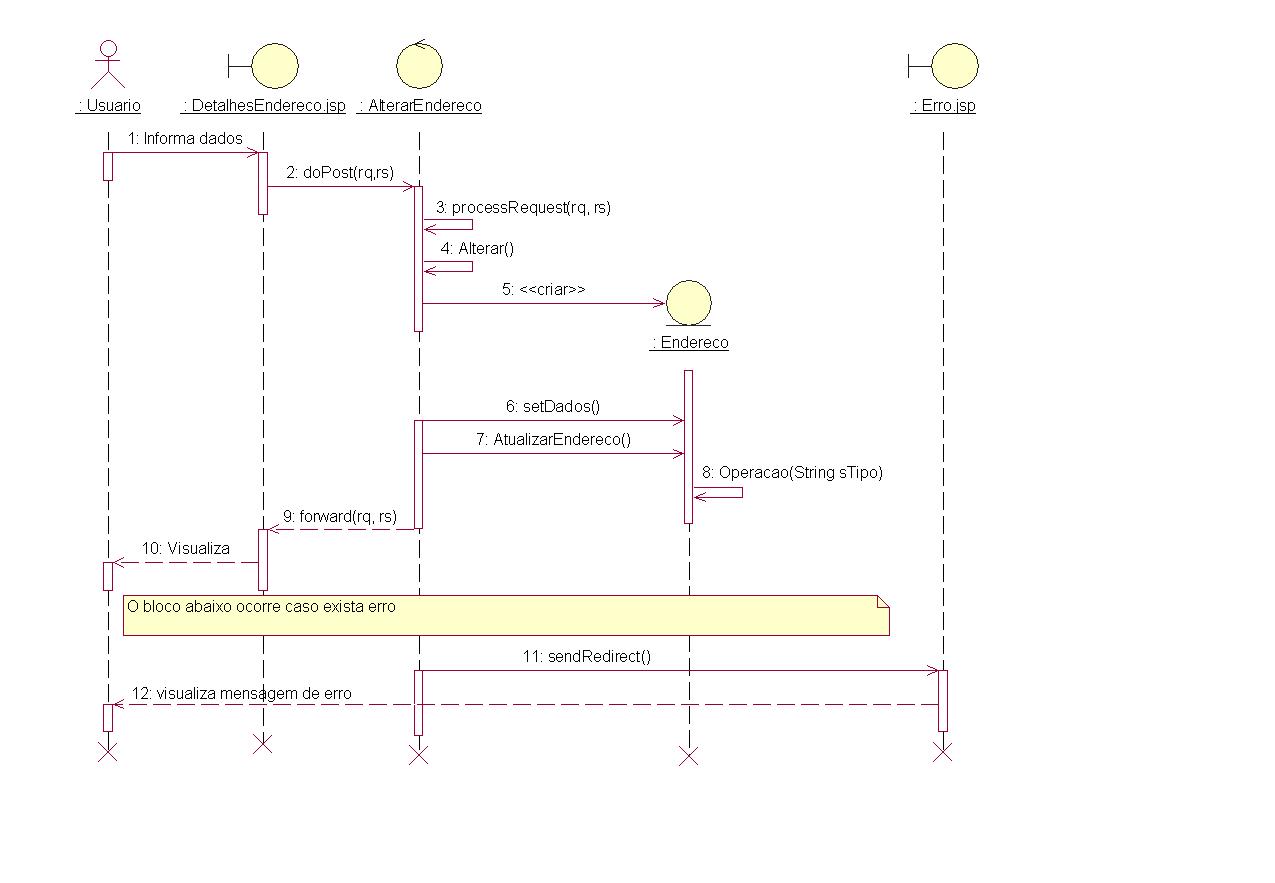 : Usuario
: DetalhesEndereco.jsp
: AlterarEndereco
: Erro.jsp
1: Informa dados
2: doPost(rq,rs)
3: processRequest(rq, rs)
4: Alterar()
5: <<criar>>
: Endereco
6: setDados()
7: AtualizarEndereco()
8: Operacao(String sTipo)
9: forward(rq, rs)
10: Visualiza
O bloco abaixo ocorre caso exista erro
11: sendRedirect()
12: visualiza mensagem de erro